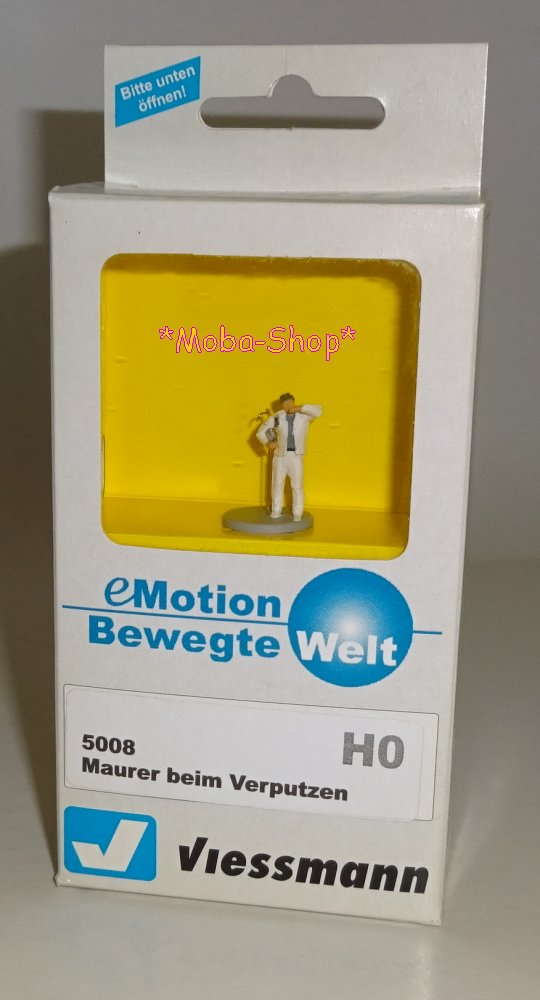 Bitte unten
öffnen!
*Moba-Shop*
eMotion
Bewegte Welt
5008
H0
Maurer beim Verputzen
Viessmann